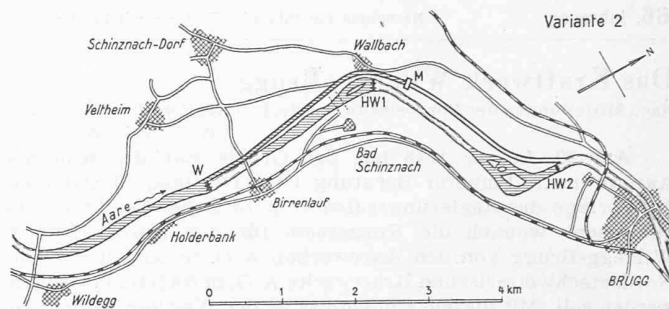 Variante 2
Schinznach-Dorf
Wallbach
N
M
HW1
Veltheim
W
Bad
Schinznach
HW2
Birrenlauf
Aare
Holderbank
BRUGG
Wildegg
0 1 2 3 4 km